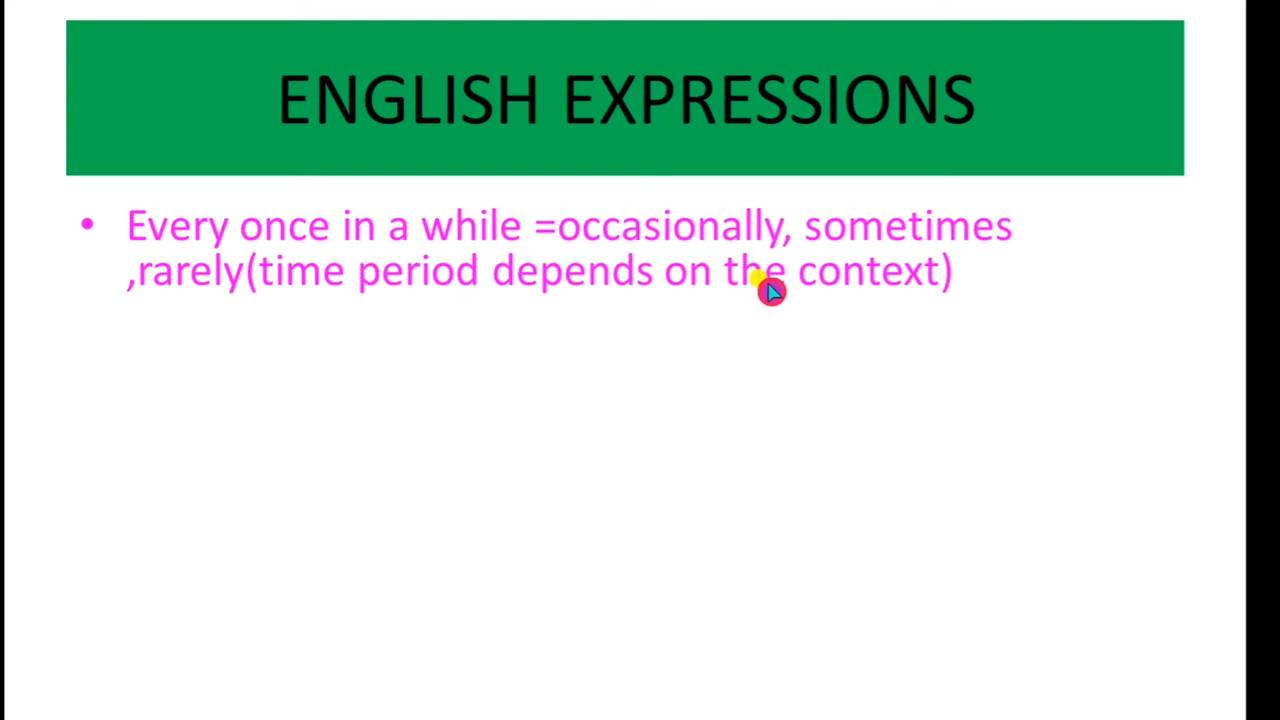 ENGLISH EXPRESSIONS
• Every once in a while =occasionally, sometimes
,rarely(time period depends on the context)